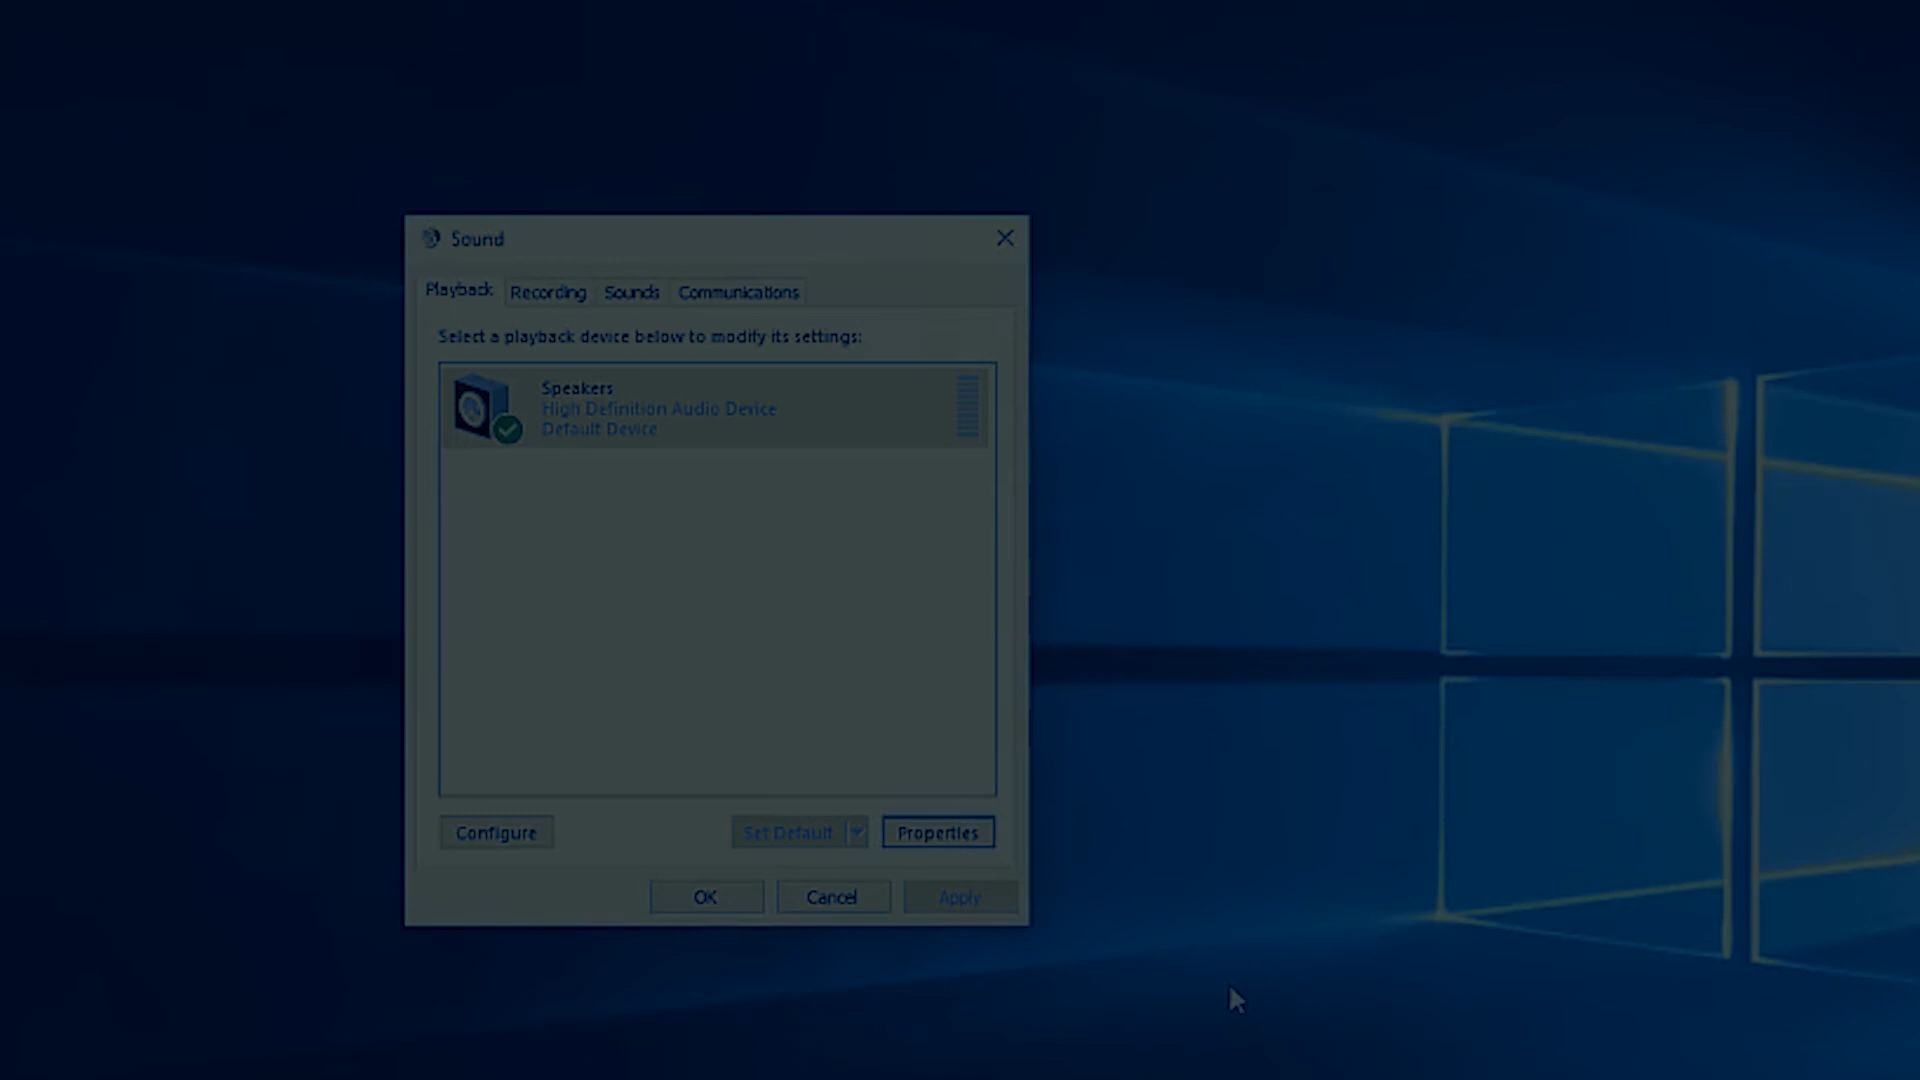 Sound
Playback Recording Sounds Communications
Select a playback device below to modify its settings:
Speakers
High Definition Audio Device
Default Device
Configure Set Default Properties
OK Cancel Apply